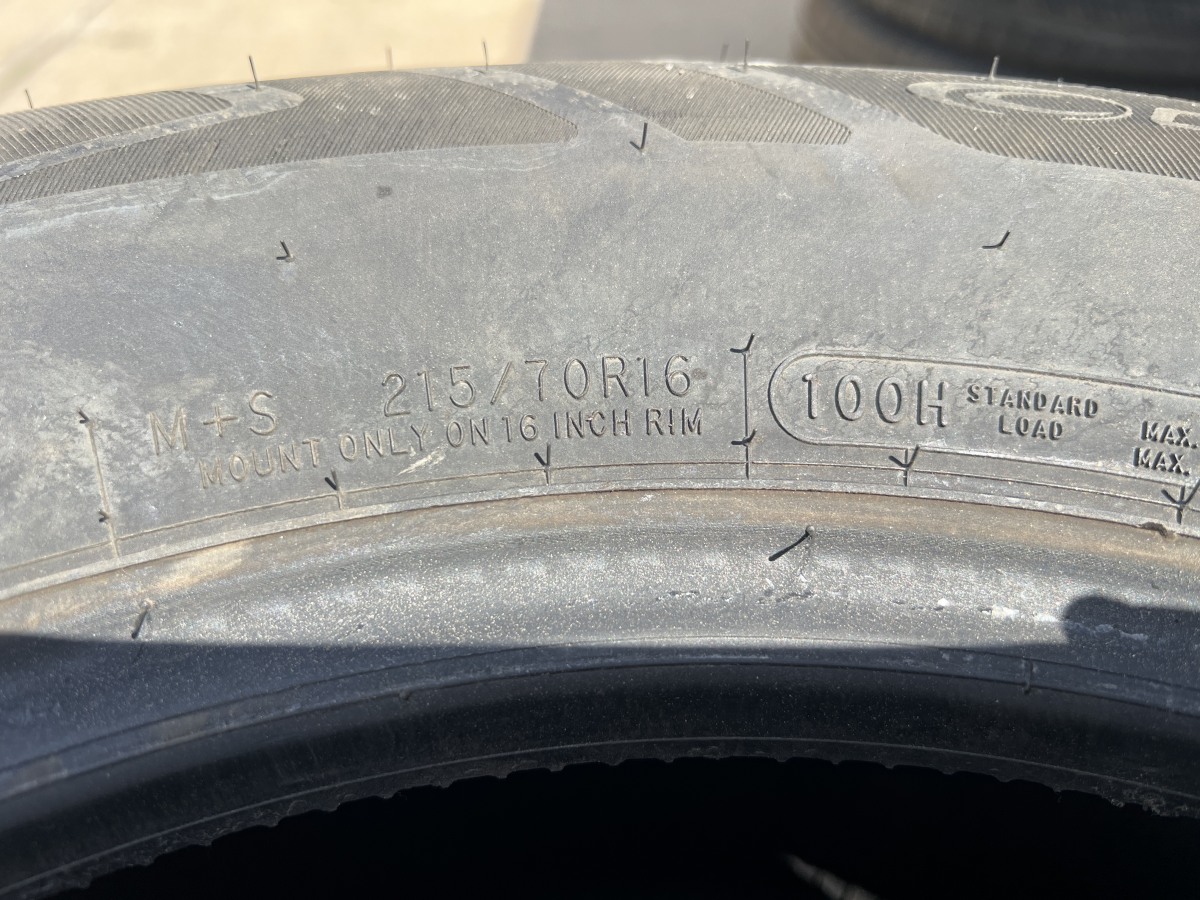 M+S 215/70R16
MOUNT ONLY ON 16 INCH RIM
100H STANDARD
LOAD
MAX.
MAX.